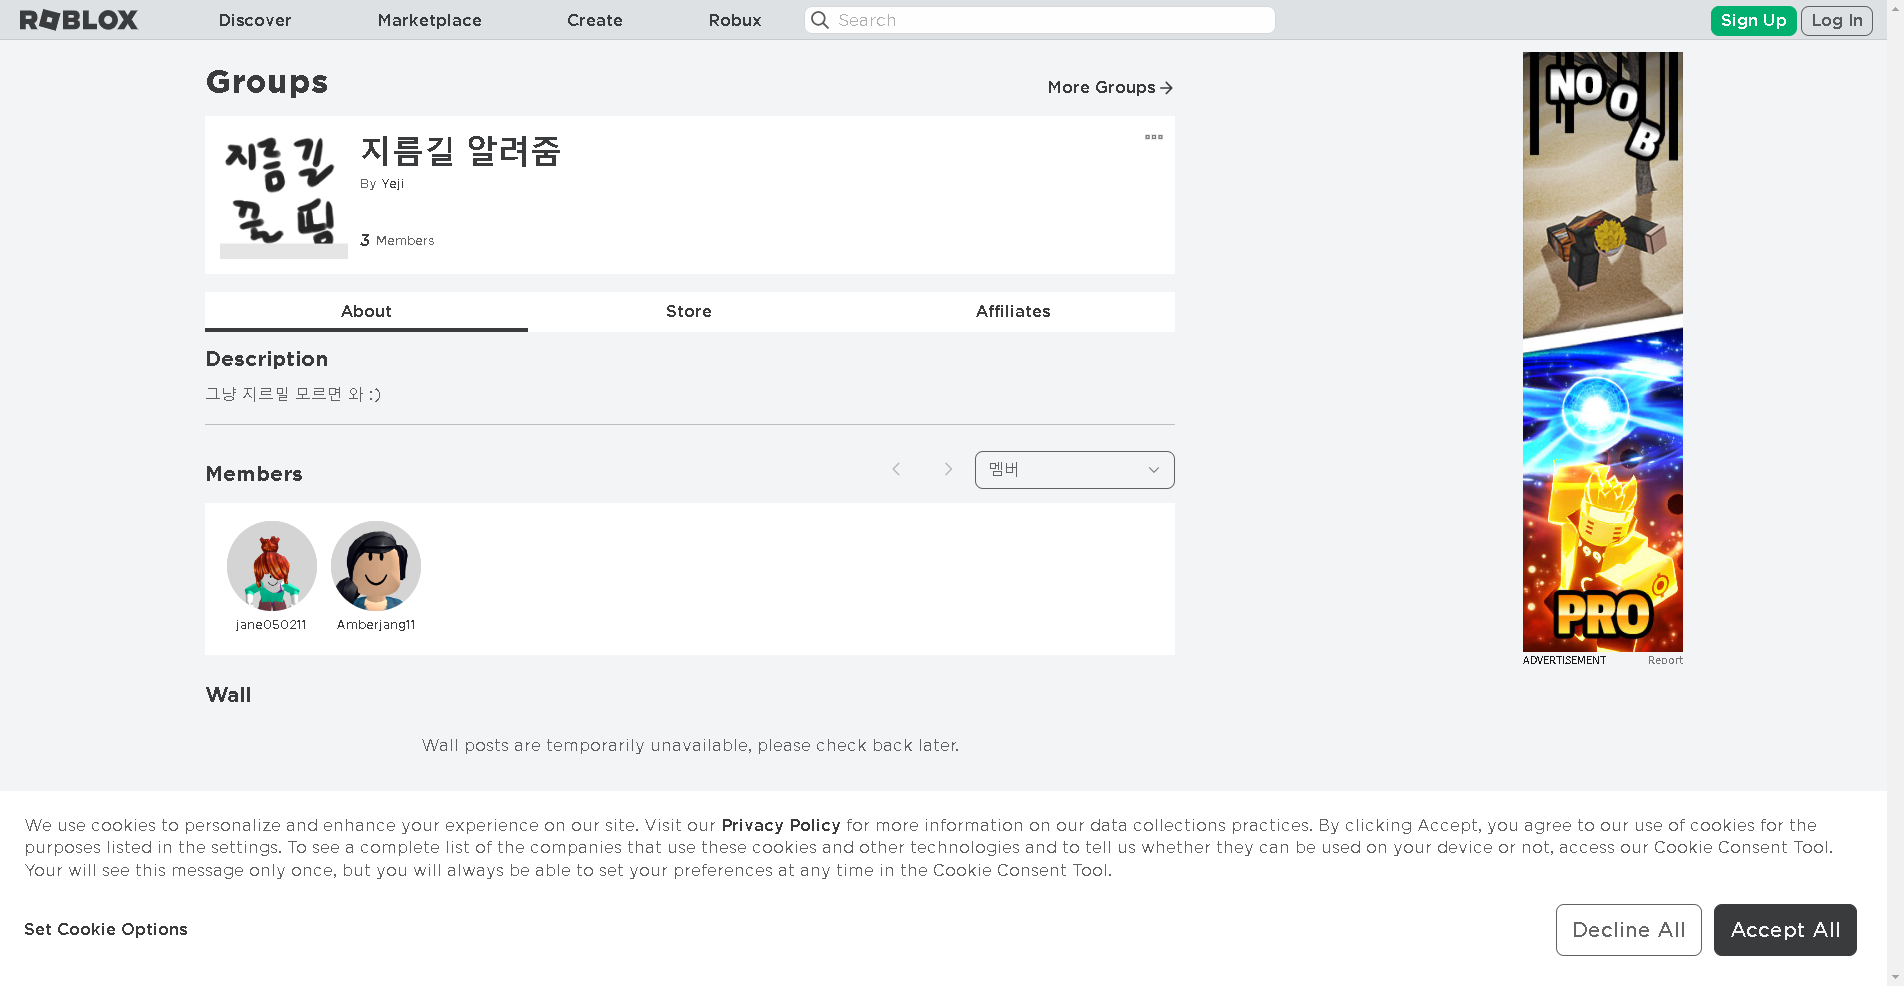 ROBLOX
Discover
Marketplace
Create
Robux
Search
Sign Up
Log In
Groups
More Groups
지름길
끌띰
지름길 알려줌
By Yeji
3 Members
About
Store
Affiliates
Description
그냥 지르밀 모르면 와 :)
Members
멤버
jane050211
Amberjang11
Wall
Wall posts are temporarily unavailable, please check back later.
NOOB
PRO
ADVERTISEMENT
Report
We use cookies to personalize and enhance your experience on our site. Visit our Privacy Policy for more information on our data collections practices. By clicking Accept, you agree to our use of cookies for the
purposes listed in the settings. To see a complete list of the companies that use these cookies and other technologies and to tell us whether they can be used on your device or not, access our Cookie Consent Tool.
Your will see this message only once, but you will always be able to set your preferences at any time in the Cookie Consent Tool.
Set Cookie Options
Decline All
Accept All